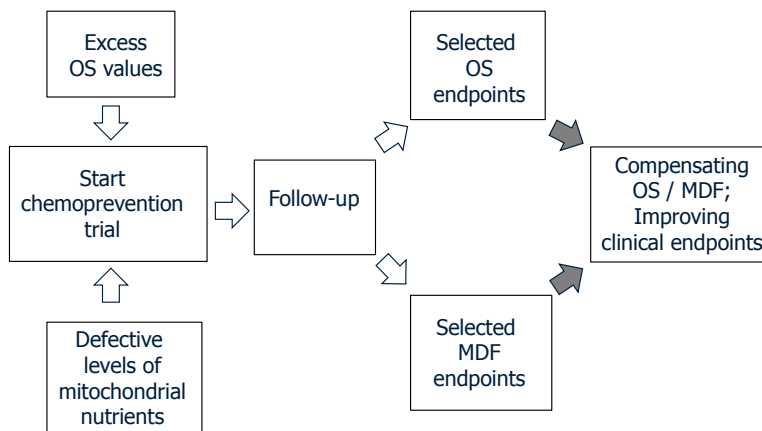 Excess
OS values
Start
chemoprevention
trial
Defective
levels of
mitochondrial
nutrients
Follow-up
Selected
OS
endpoints
Selected
MDF
endpoints
Compensating
OS / MDF;
Improving
clinical endpoints